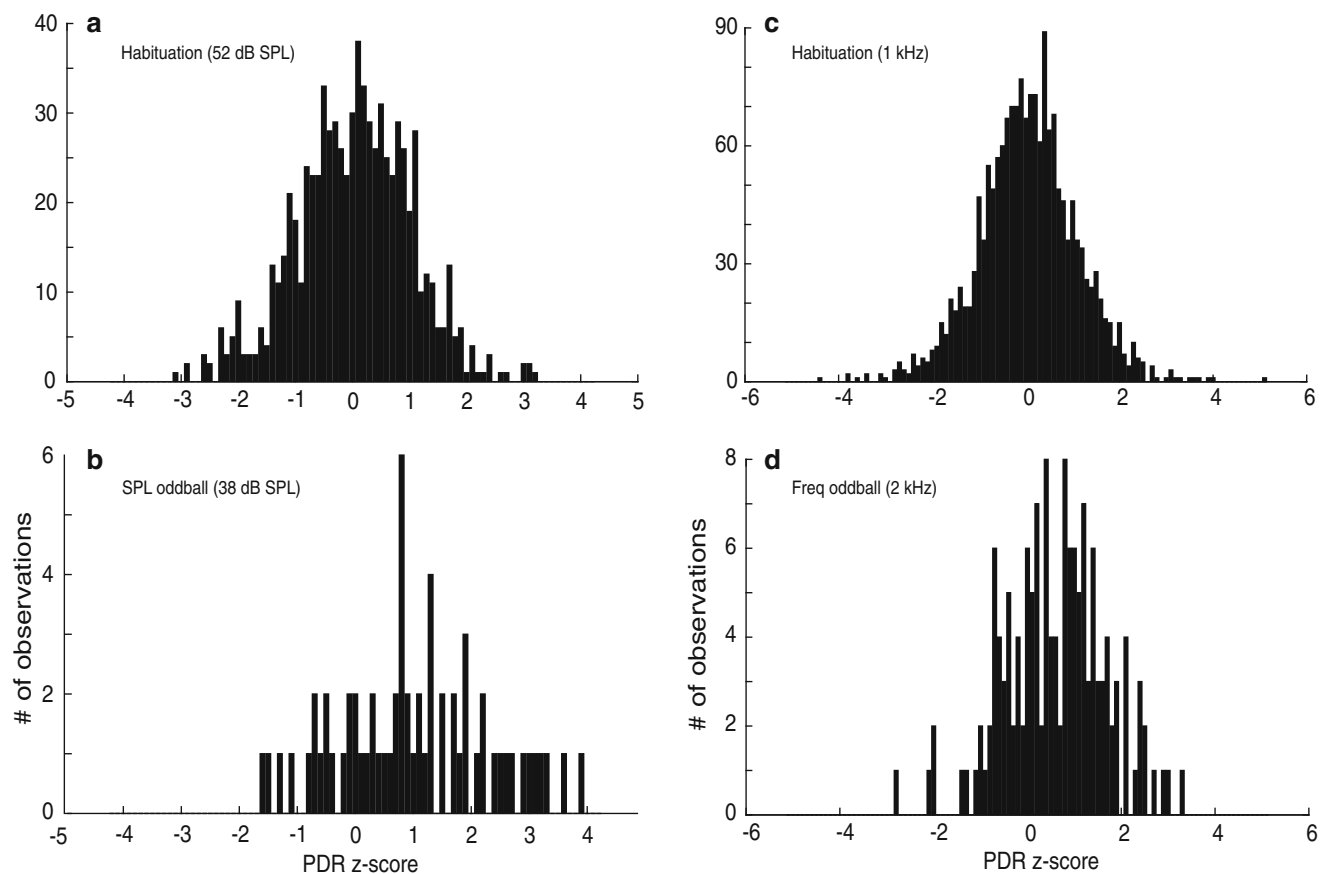 a
Habituation (52 dB SPL)
40
30
20
10
0
-5 -4 -3 -2 -1 0 1 2 3 4 5
b
SPL oddball (38 dB SPL)
# of observations
6
4
2
0
-5 -4 -3 -2 -1 0 1 2 3 4
PDR z-score
c
Habituation (1 kHz)
90
60
30
0
-6 -4 -2 0 2 4 6
d
Freq oddball (2 kHz)
# of observations
8
6
4
2
0
-6 -4 -2 0 2 4 6
PDR z-score